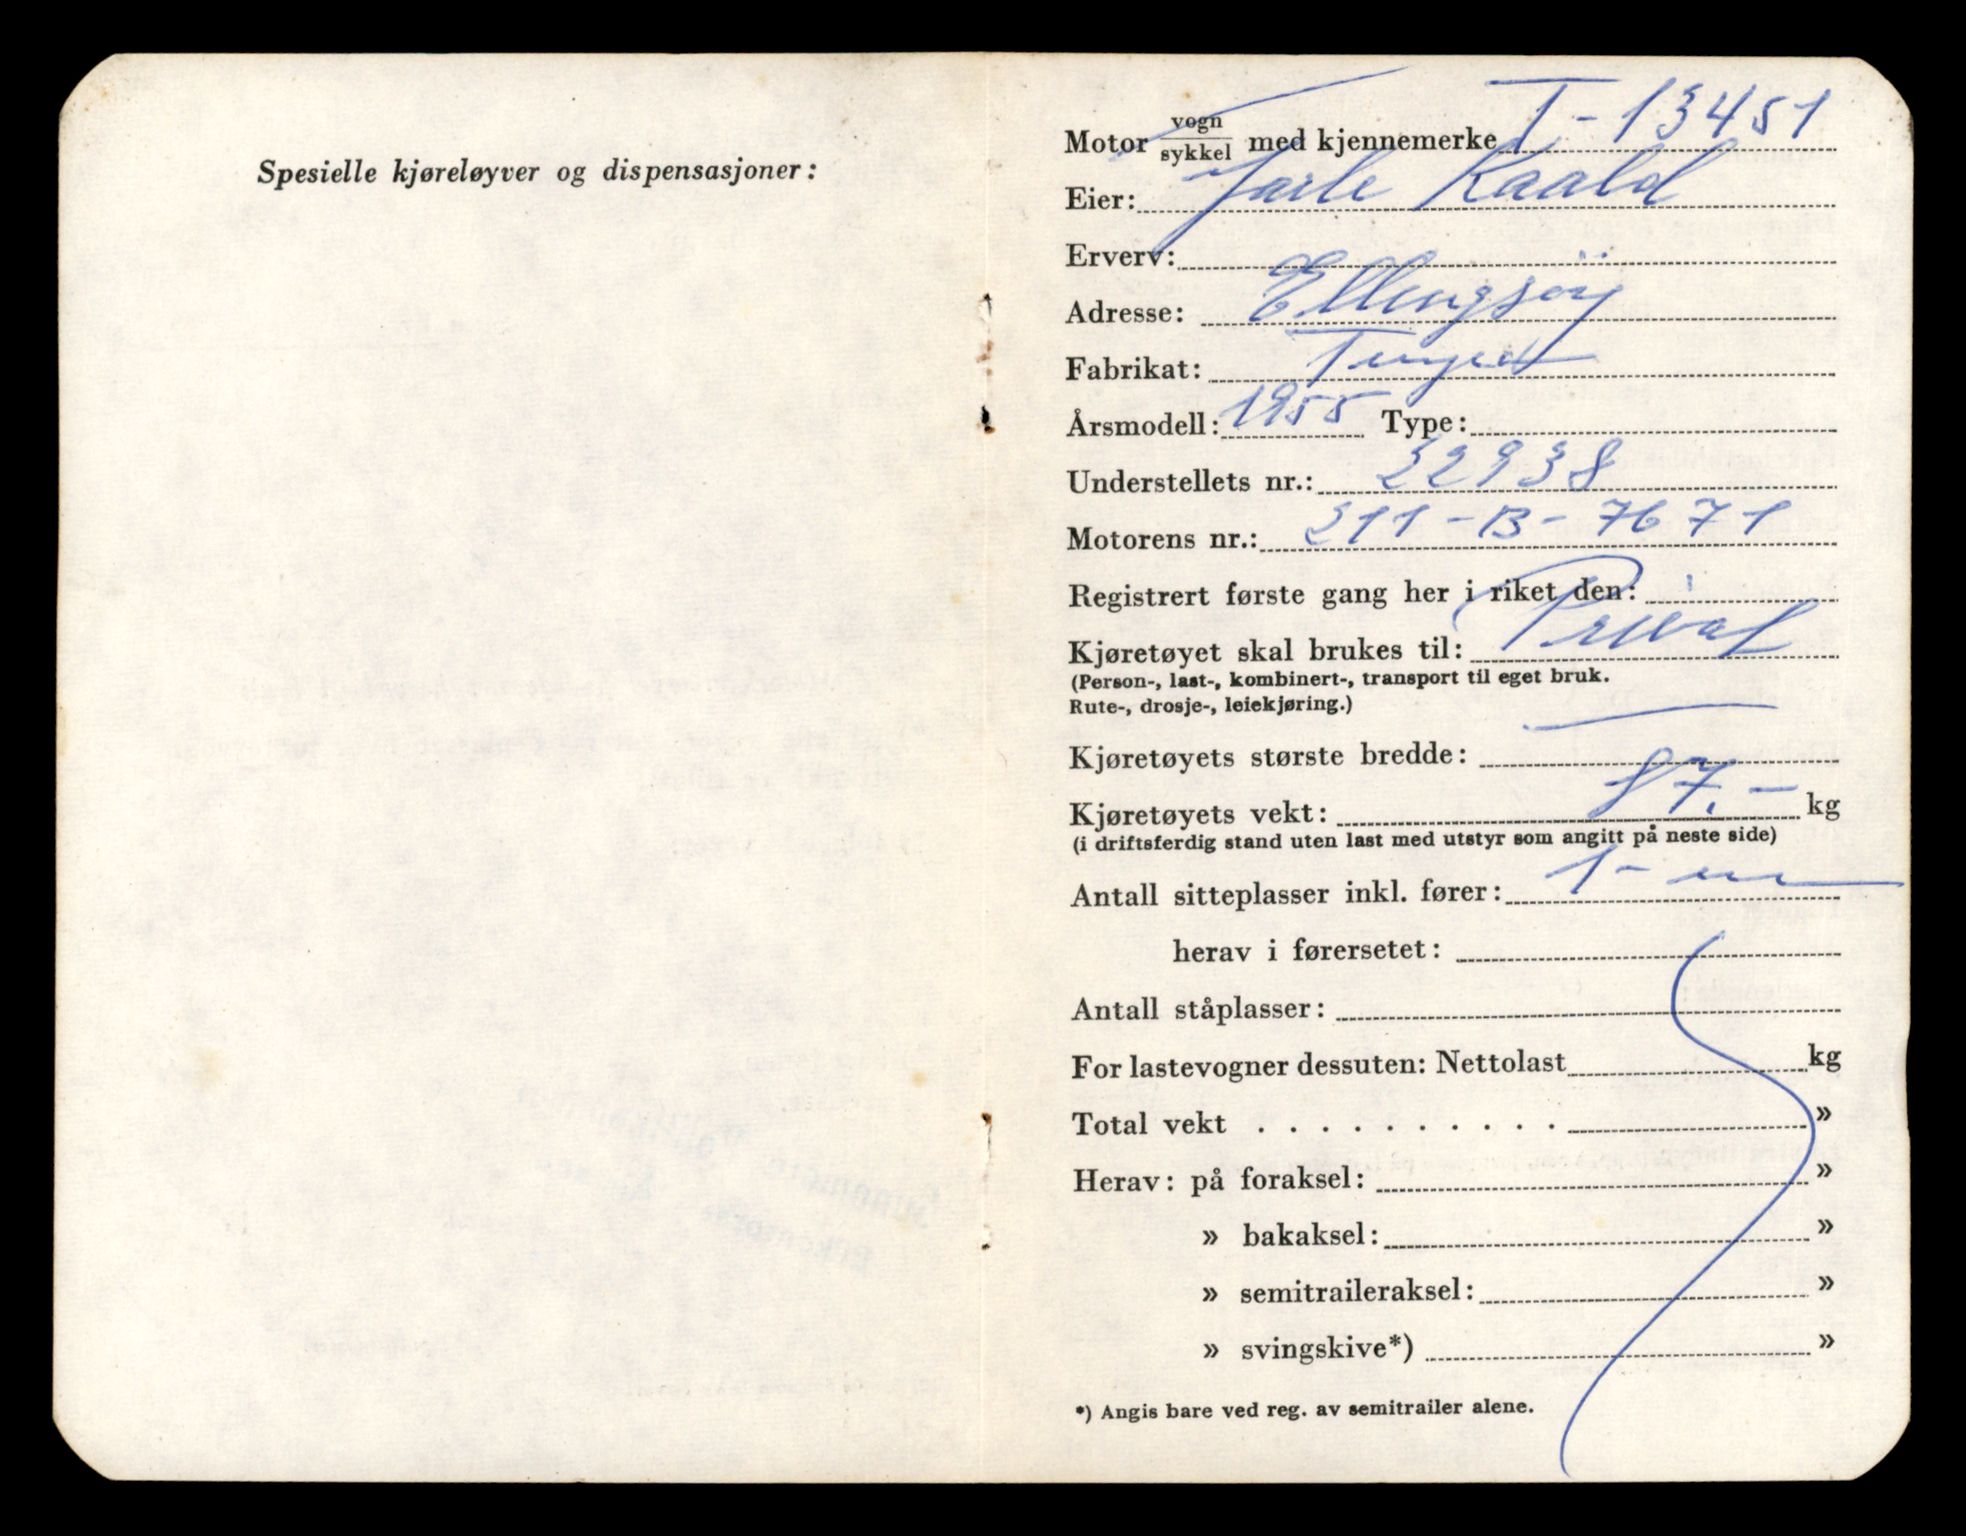 Spesielle kjøreløyver og dispensasjoner:
Motor vogn/sykkel med kjennemerke T-13451
Eier: Jarle Kaald
Erverv:
Adresse: Ellingsøy
Fabrikat:
Årsmodell: 1955 Type:
Understellets nr.: 22938
Motorens nr.: 211-B-7671
Registrert første gang her i riket den:
Kjøretøyet skal brukes til: Privat
(Person-, last-, kombinert-, transport til eget bruk.
Rute-, drosje-, leiekjøring.)
Kjøretøyets største bredde:
Kjøretøyets vekt: 87.- kg
(i driftsferdig stand uten last med utstyr som angitt på neste side)
Antall sitteplasser inkl. fører: 1-
herav i førersetet:
Antall ståplasser:
For lastevogner dessuten: Nettolast kg
Total vekt . . . . . . . . . . »
Herav: på foraksel: »
» bakaksel: »
» semitraileraksel: »
» svingskive*) »
*) Angis bare ved reg. av semitrailer alene.